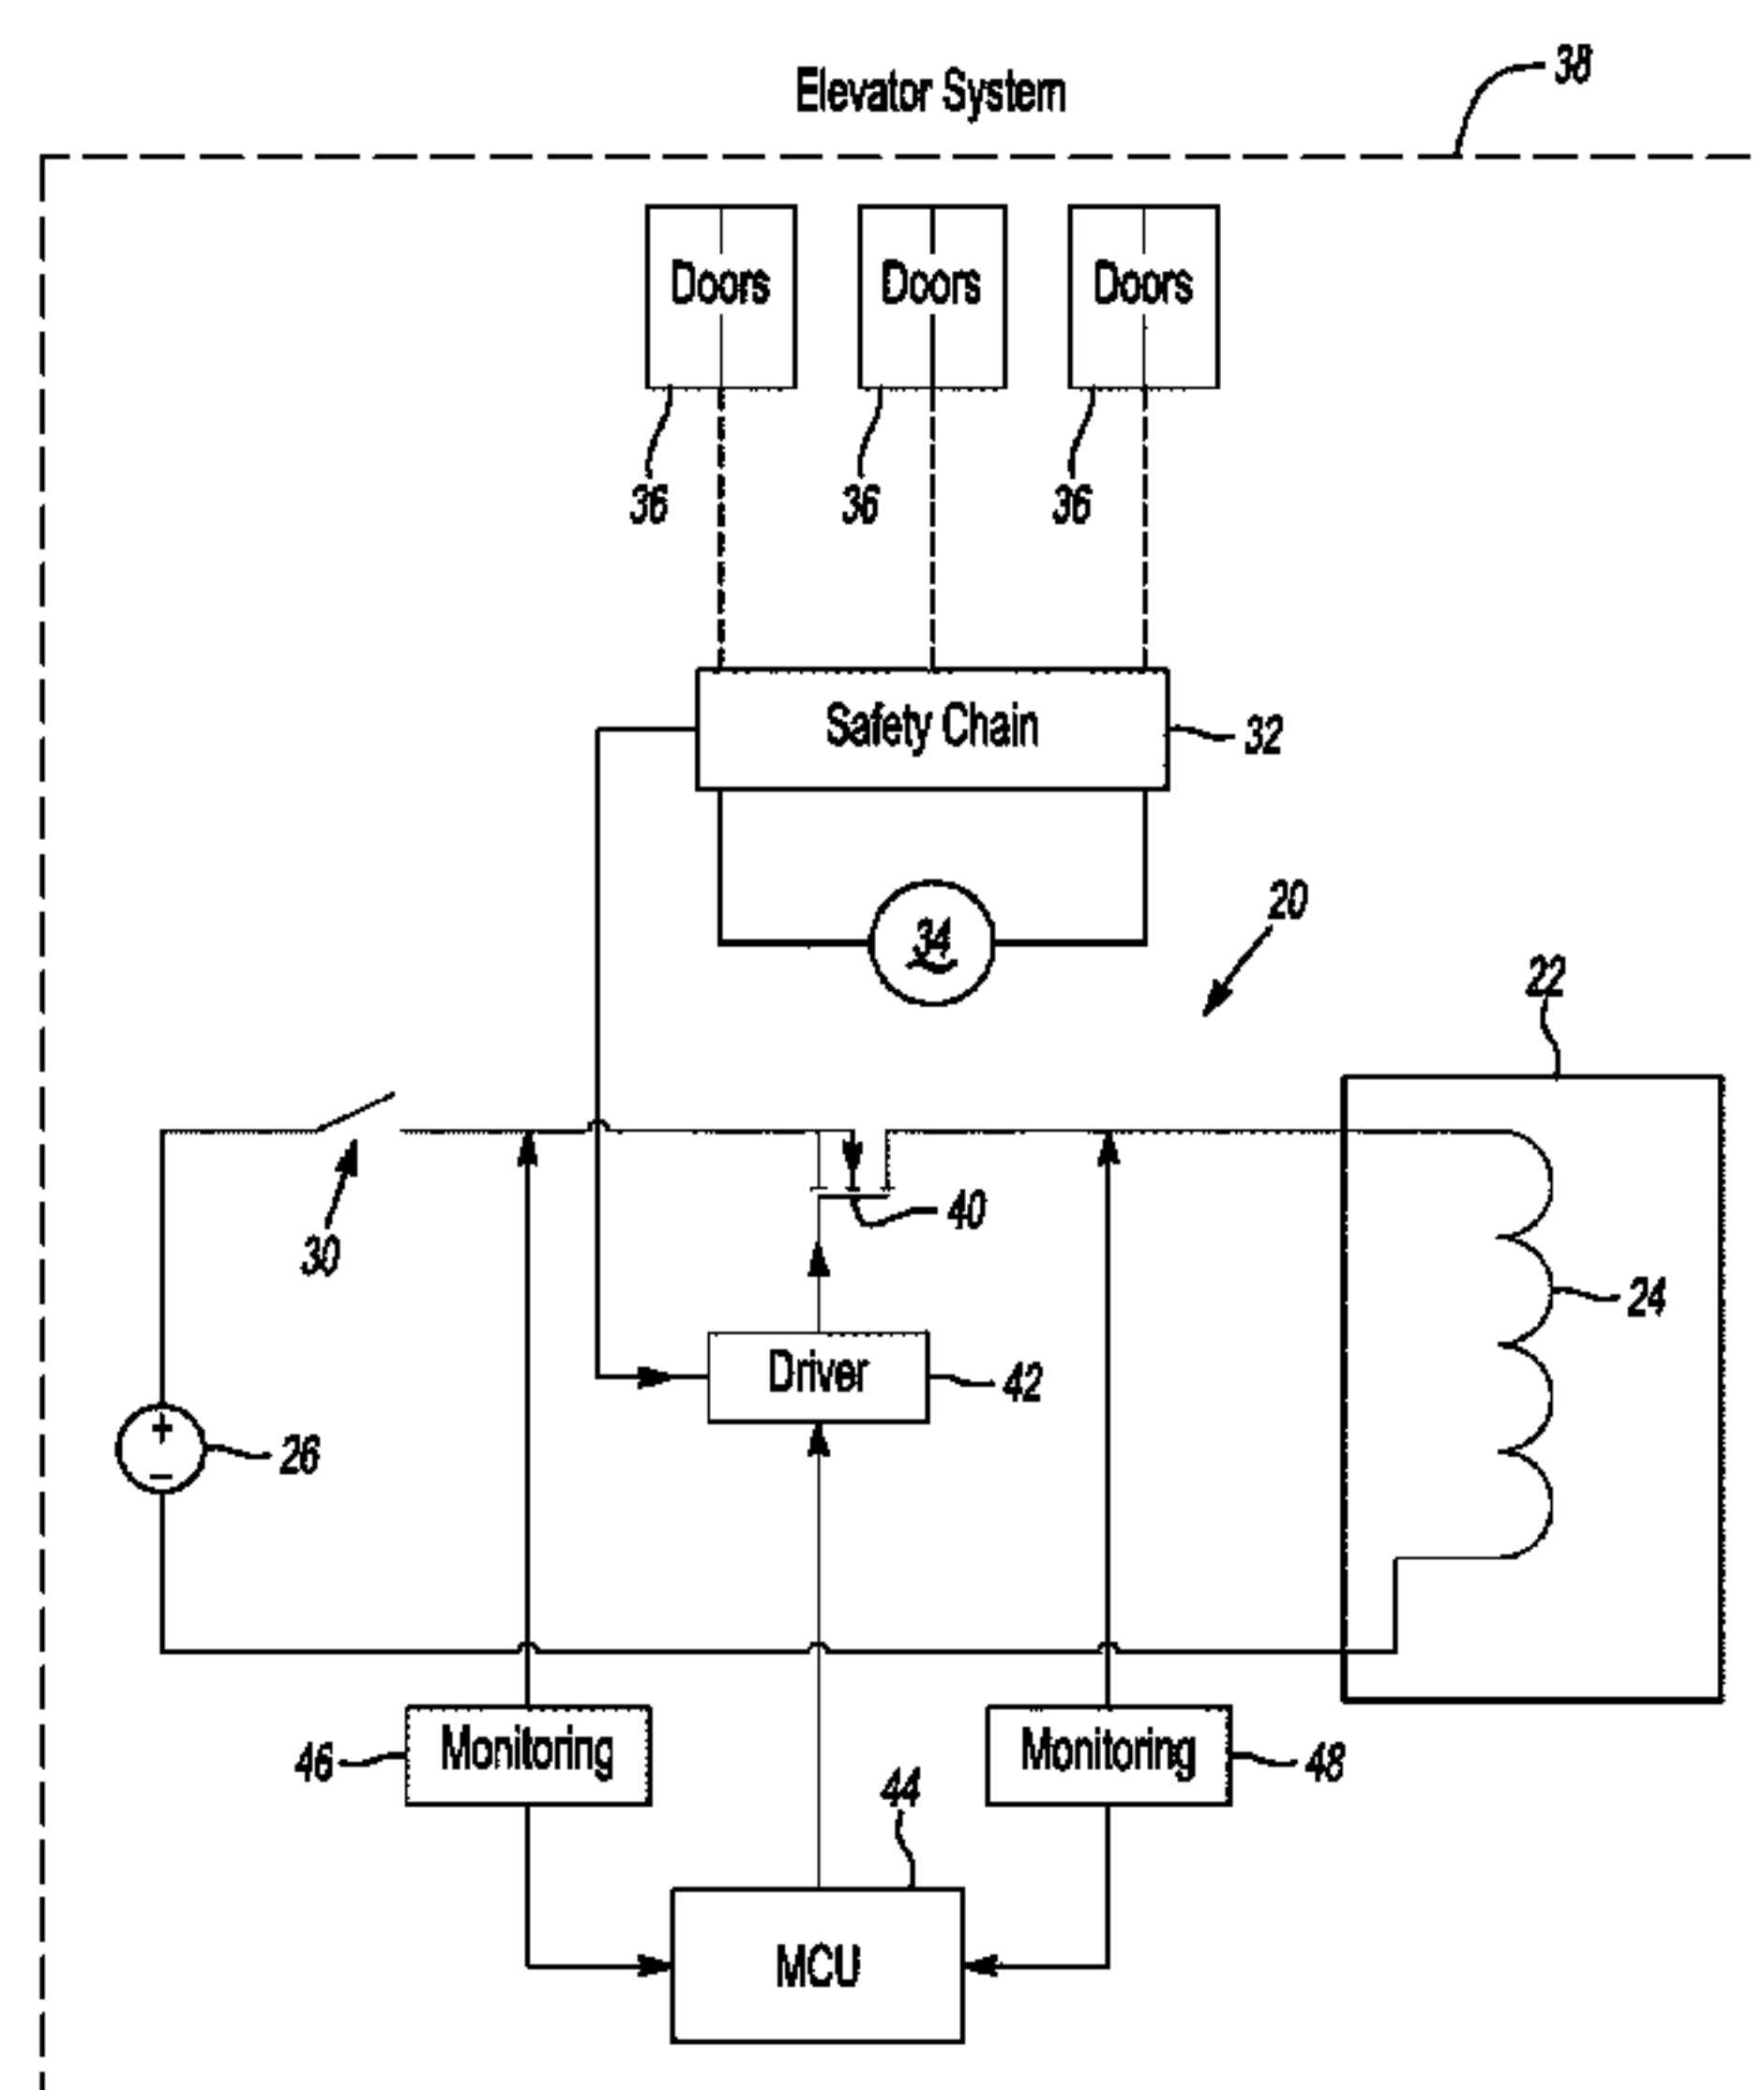 Elevator System
38
Doors Doors Doors
36 36 36
Safety Chain
32
34
20
22
30
40
24
Driver
42
+
−
26
Monitoring
46
Monitoring
48
44
MCU